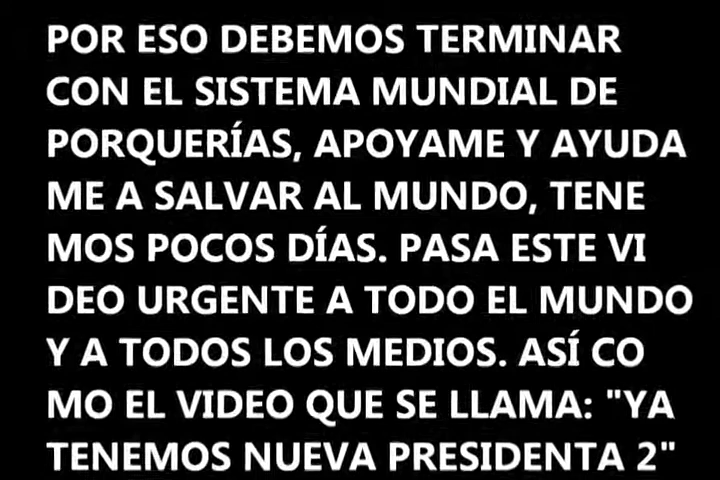 POR ESO DEBEMOS TERMINAR
CON EL SISTEMA MUNDIAL DE
PORQUERÍAS, APOYAME Y AYUDA
ME A SALVAR AL MUNDO, TENE
MOS POCOS DÍAS. PASA ESTE VI
DEO URGENTE A TODO EL MUNDO
Y A TODOS LOS MEDIOS. ASÍ CO
MO EL VIDEO QUE SE LLAMA: "YA
TENEMOS NUEVA PRESIDENTA 2"